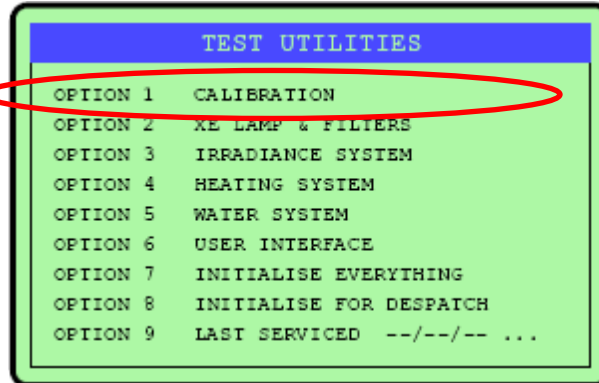 TEST UTILITIES
OPTION 1 CALIBRATION
OPTION 2 XE LAMP & FILTERS
OPTION 3 IRRADIANCE SYSTEM
OPTION 4 HEATING SYSTEM
OPTION 5 WATER SYSTEM
OPTION 6 USER INTERFACE
OPTION 7 INITIALISE EVERYTHING
OPTION 8 INITIALISE FOR DESPATCH
OPTION 9 LAST SERVICED --/--/-- ...